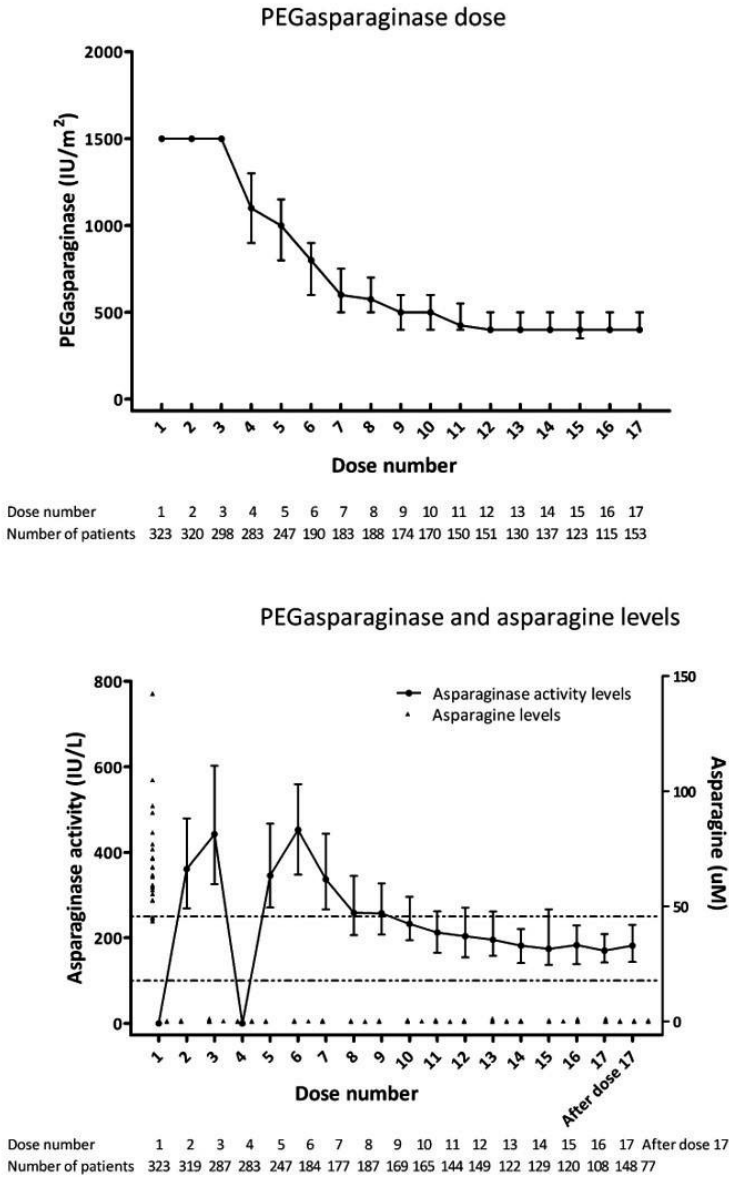 PEGasparaginase dose
PEGasparaginase (IU/m²)
2000
1500
1000
500
0
1 2 3 4 5 6 7 8 9 10 11 12 13 14 15 16 17
Dose number
Dose number 1 2 3 4 5 6 7 8 9 10 11 12 13 14 15 16 17
Number of patients 323 320 298 283 247 190 183 188 174 170 150 151 130 137 123 115 153
PEGasparaginase and asparagine levels
Asparaginase activity (IU/L)
800
600
400
200
0
Asparaginase activity levels
Asparagine levels
150
100
50
0
Asparagine (uM)
1 2 3 4 5 6 7 8 9 10 11 12 13 14 15 16 17 After dose 17
Dose number
Dose number 1 2 3 4 5 6 7 8 9 10 11 12 13 14 15 16 17 After dose 17
Number of patients 323 319 287 283 247 184 177 187 169 165 144 149 122 129 120 108 148 77